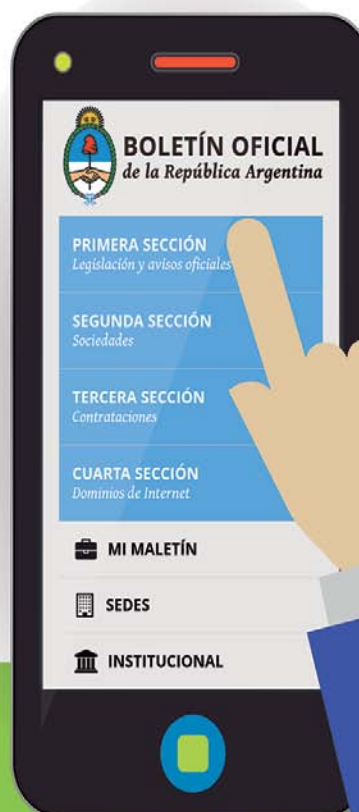 BOLETÍN OFICIAL
de la República Argentina
PRIMERA SECCIÓN
Legislación y avisos oficiales
SEGUNDA SECCIÓN
Sociedades
TERCERA SECCIÓN
Contrataciones
CUARTA SECCIÓN
Dominios de Internet
MI MALETÍN
SEDES
INSTITUCIONAL